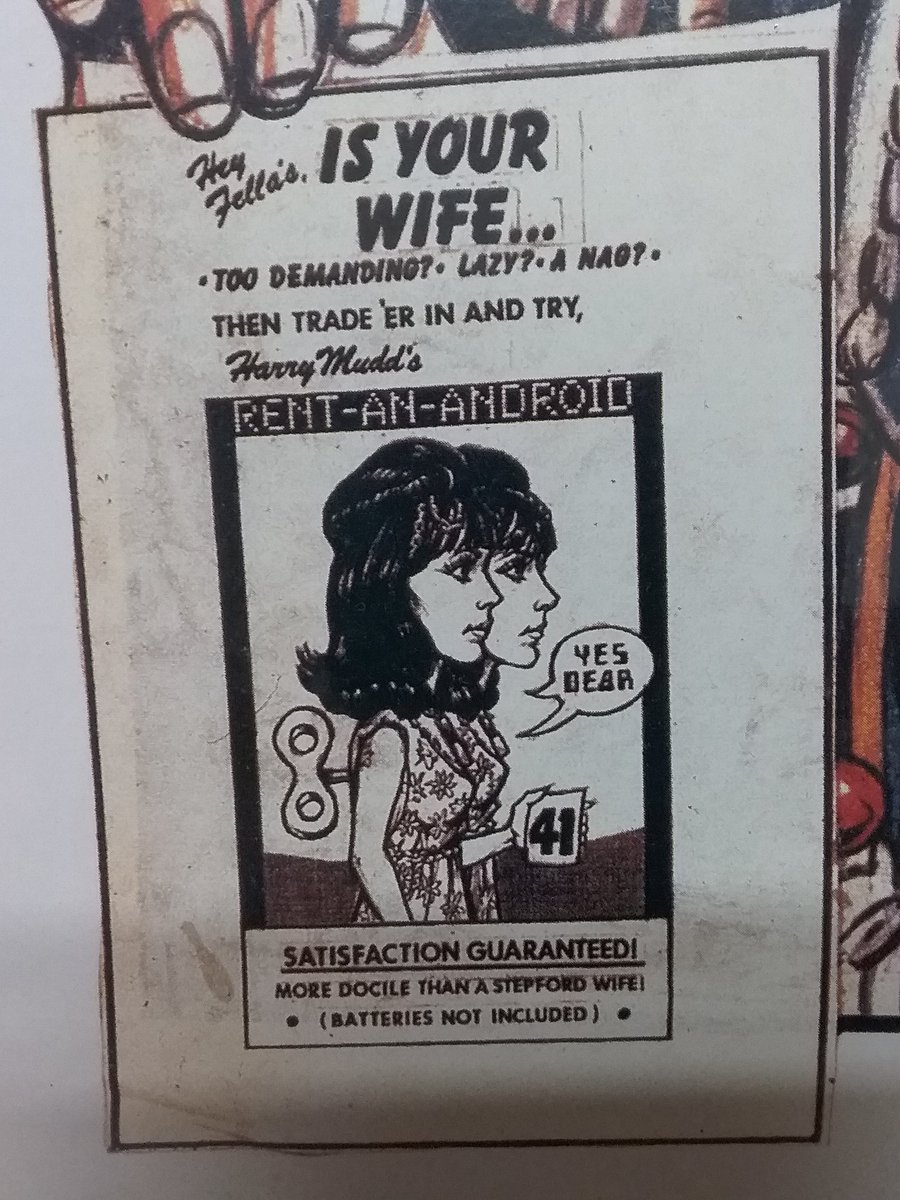 Hey Fella's, IS YOUR
WIFE...
• TOO DEMANDING? • LAZY? • A NAG? •
THEN TRADE 'ER IN AND TRY,
Harry Mudd's
RENT-AN-ANDROID
YES
DEAR
41
SATISFACTION GUARANTEED!
MORE DOCILE THAN A STEPFORD WIFE!
• (BATTERIES NOT INCLUDED) •